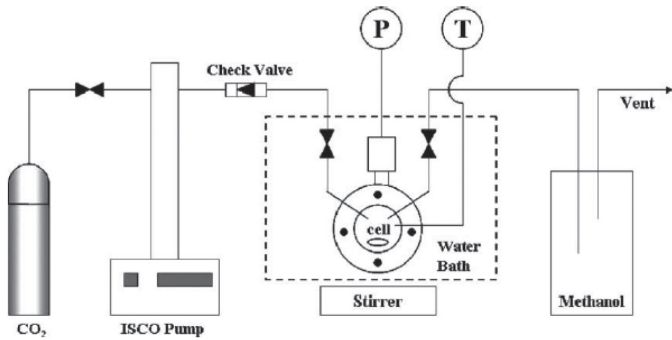 P
T
Check Valve
Vent
cell
Water
Bath
Stirrer
Methanol
CO₂
ISCO Pump